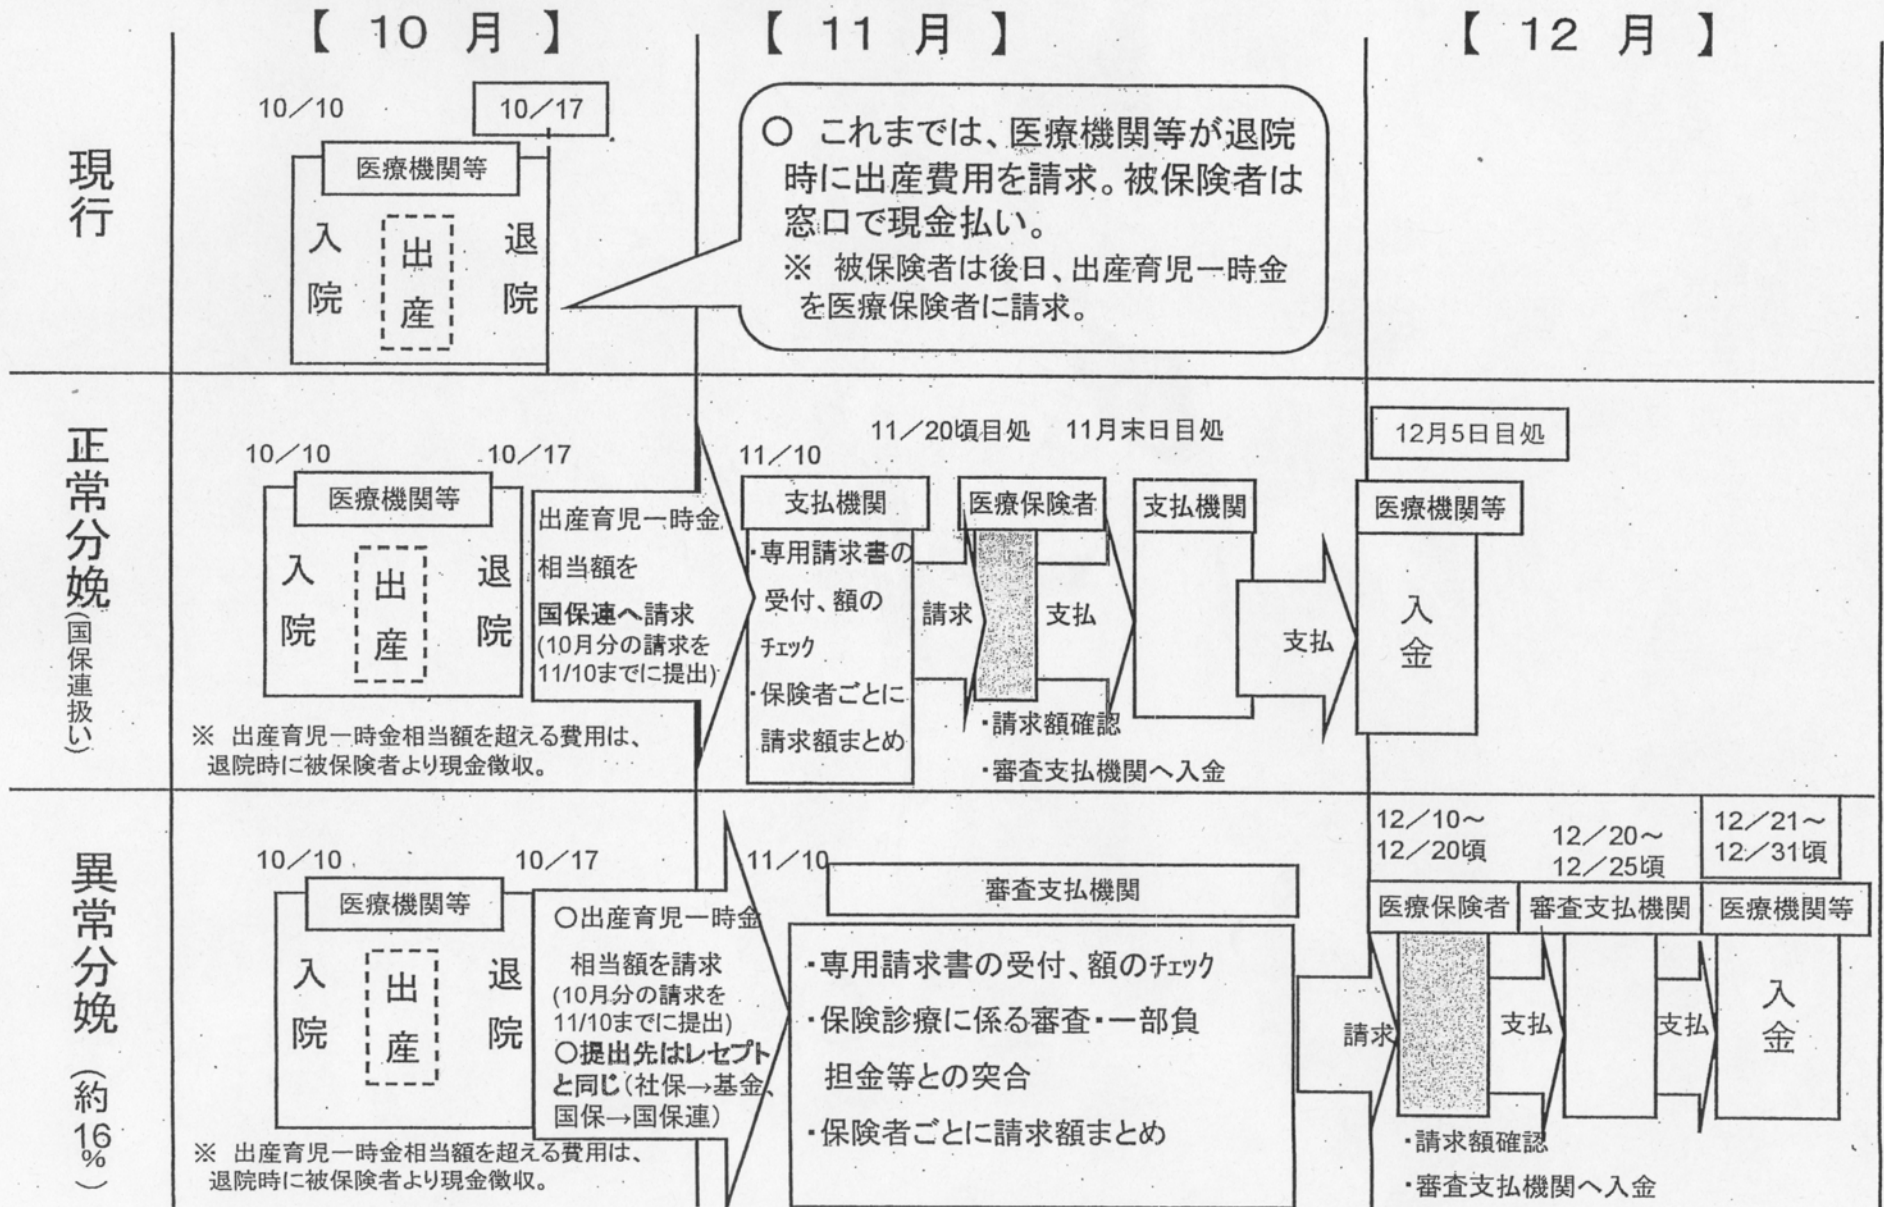 【 10 月 】
【 11 月 】
【 12 月 】
現行
10/10
10/17
医療機関等
入院
出産
退院
○ これまでは、医療機関等が退院
時に出産費用を請求。被保険者は
窓口で現金払い。
※ 被保険者は後日、出産育児一時金
を医療保険者に請求。
正常分娩(国保連扱い)
10/10
10/17
医療機関等
入院
出産
退院
出産育児一時金
相当額を
国保連へ請求
(10月分の請求を
11/10までに提出)
※ 出産育児一時金相当額を超える費用は、
退院時に被保険者より現金徴収。
11/10
支払機関
・専用請求書の
受付、額の
チェック
・保険者ごとに
請求額まとめ
請求
11/20頃目処
医療保険者
・請求額確認
・審査支払機関へ入金
支払
11月末日目処
支払機関
支払
12月5日目処
医療機関等
入金
異常分娩(約16%)
10/10
10/17
医療機関等
入院
出産
退院
○出産育児一時金
相当額を請求
(10月分の請求を
11/10までに提出)
○提出先はレセプト
と同じ(社保→基金、
国保→国保連)
※ 出産育児一時金相当額を超える費用は、
退院時に被保険者より現金徴収。
11/10
審査支払機関
・専用請求書の受付、額のチェック
・保険診療に係る審査・一部負
担金等との突合
・保険者ごとに請求額まとめ
請求
12/10~
12/20頃
医療保険者
・請求額確認
・審査支払機関へ入金
支払
12/20~
12/25頃
審査支払機関
支払
12/21~
12/31頃
医療機関等
入金